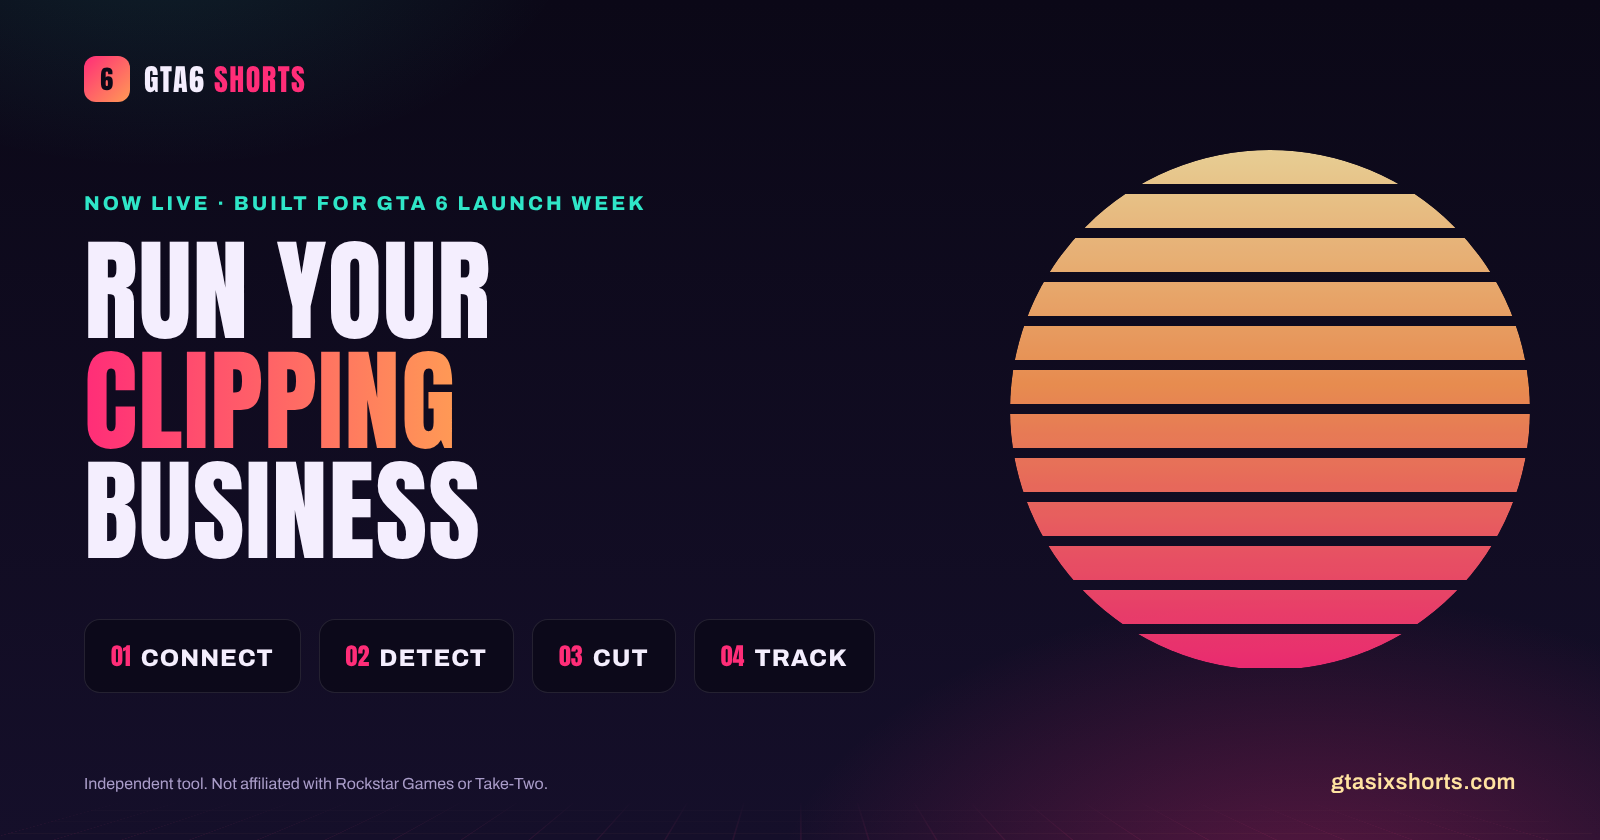 6 GTA6 SHORTS
NOW LIVE · BUILT FOR GTA 6 LAUNCH WEEK
RUN YOUR
CLIPPING
BUSINESS
01 CONNECT 02 DETECT 03 CUT 04 TRACK
Independent tool. Not affiliated with Rockstar Games or Take-Two.
gtasixshorts.com